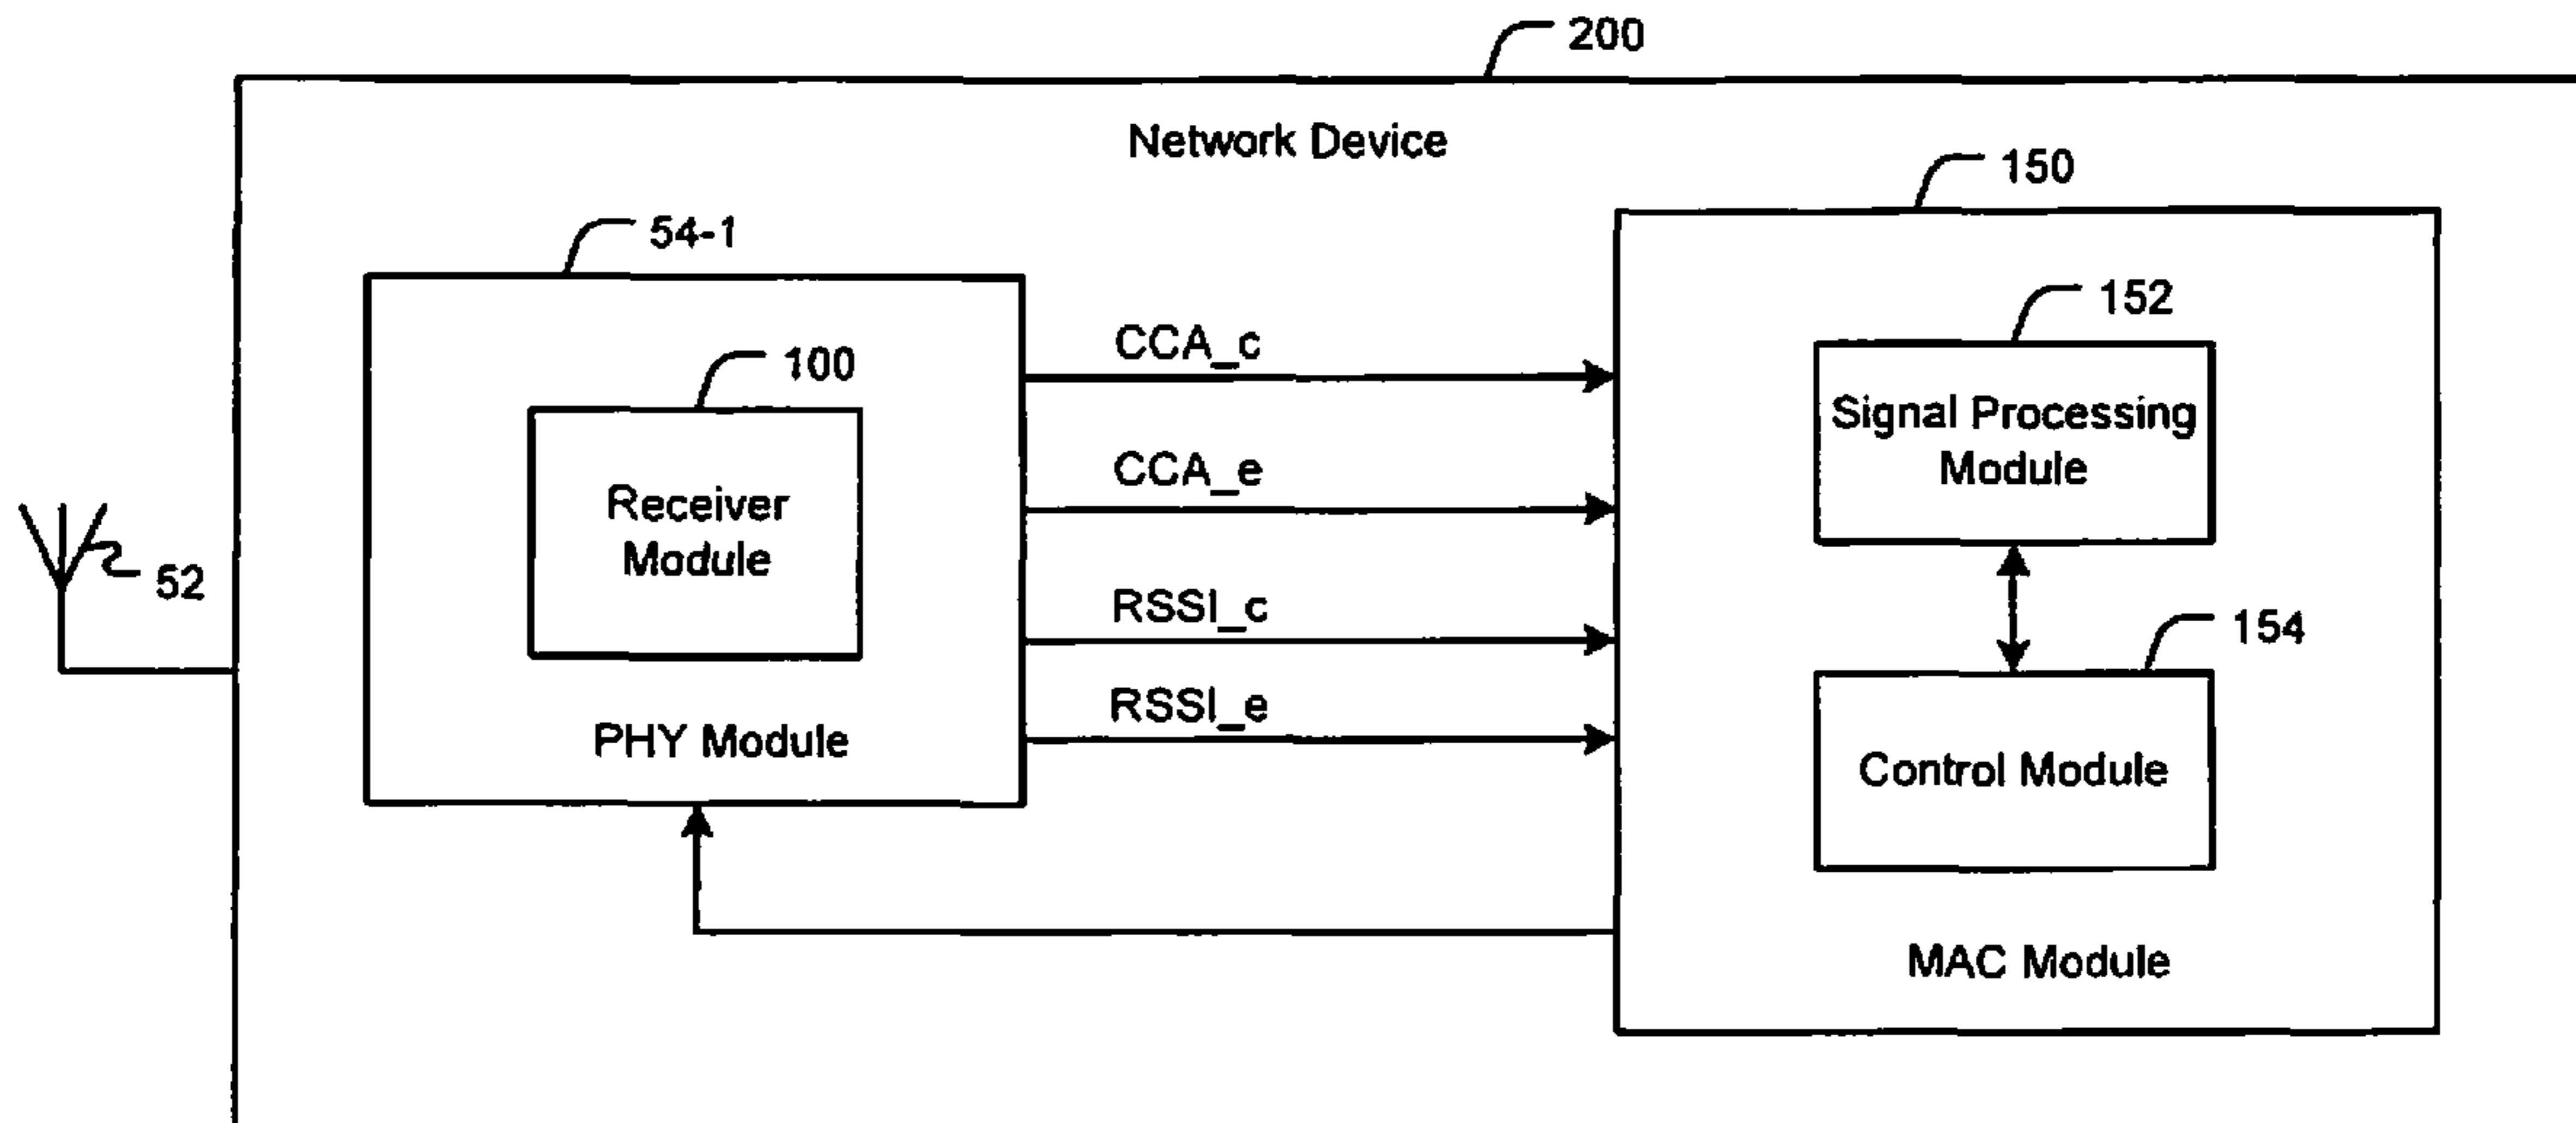 200
Network Device
150
54-1
152
CCA_c
100
Signal Processing
Module
CCA_e
Receiver
Module
52
RSSI_c
154
RSSI_e
PHY Module
Control Module
MAC Module